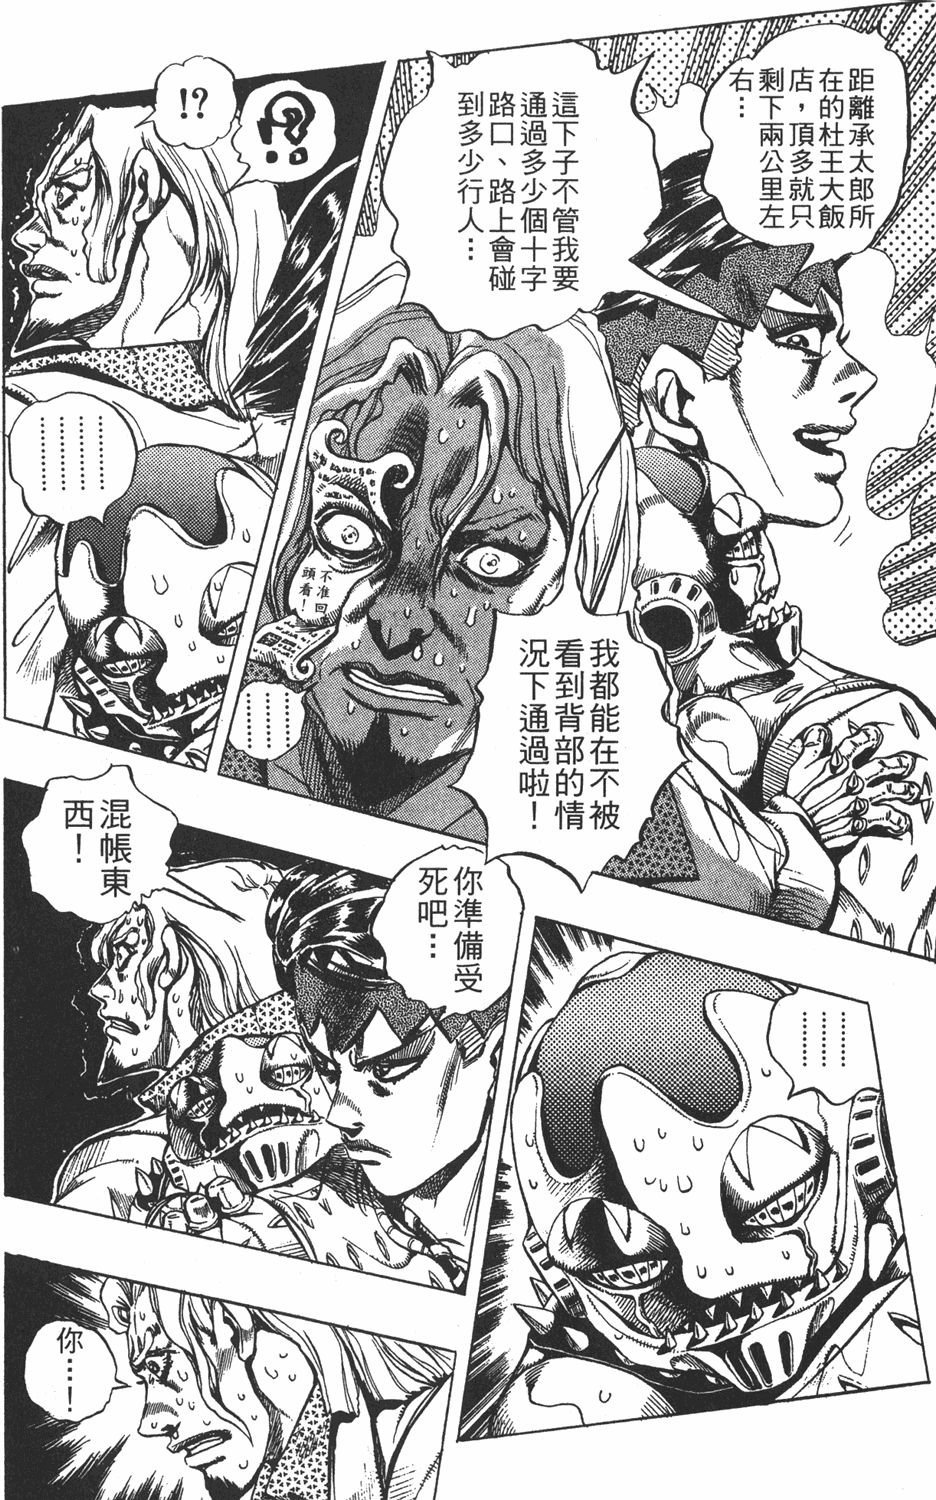 距離承太郎所
在的杜王大飯
店，頂多就只
剩下兩公里左
右…
這下子不管我要
通過多少個十字
路口、路上會碰
到多少行人…
我都能在不被
看到背部的情
況下通過啦！
不准回
頭看！
………
!?
?!
………
………
你準備受
死吧…
混帳東
西！
你…！